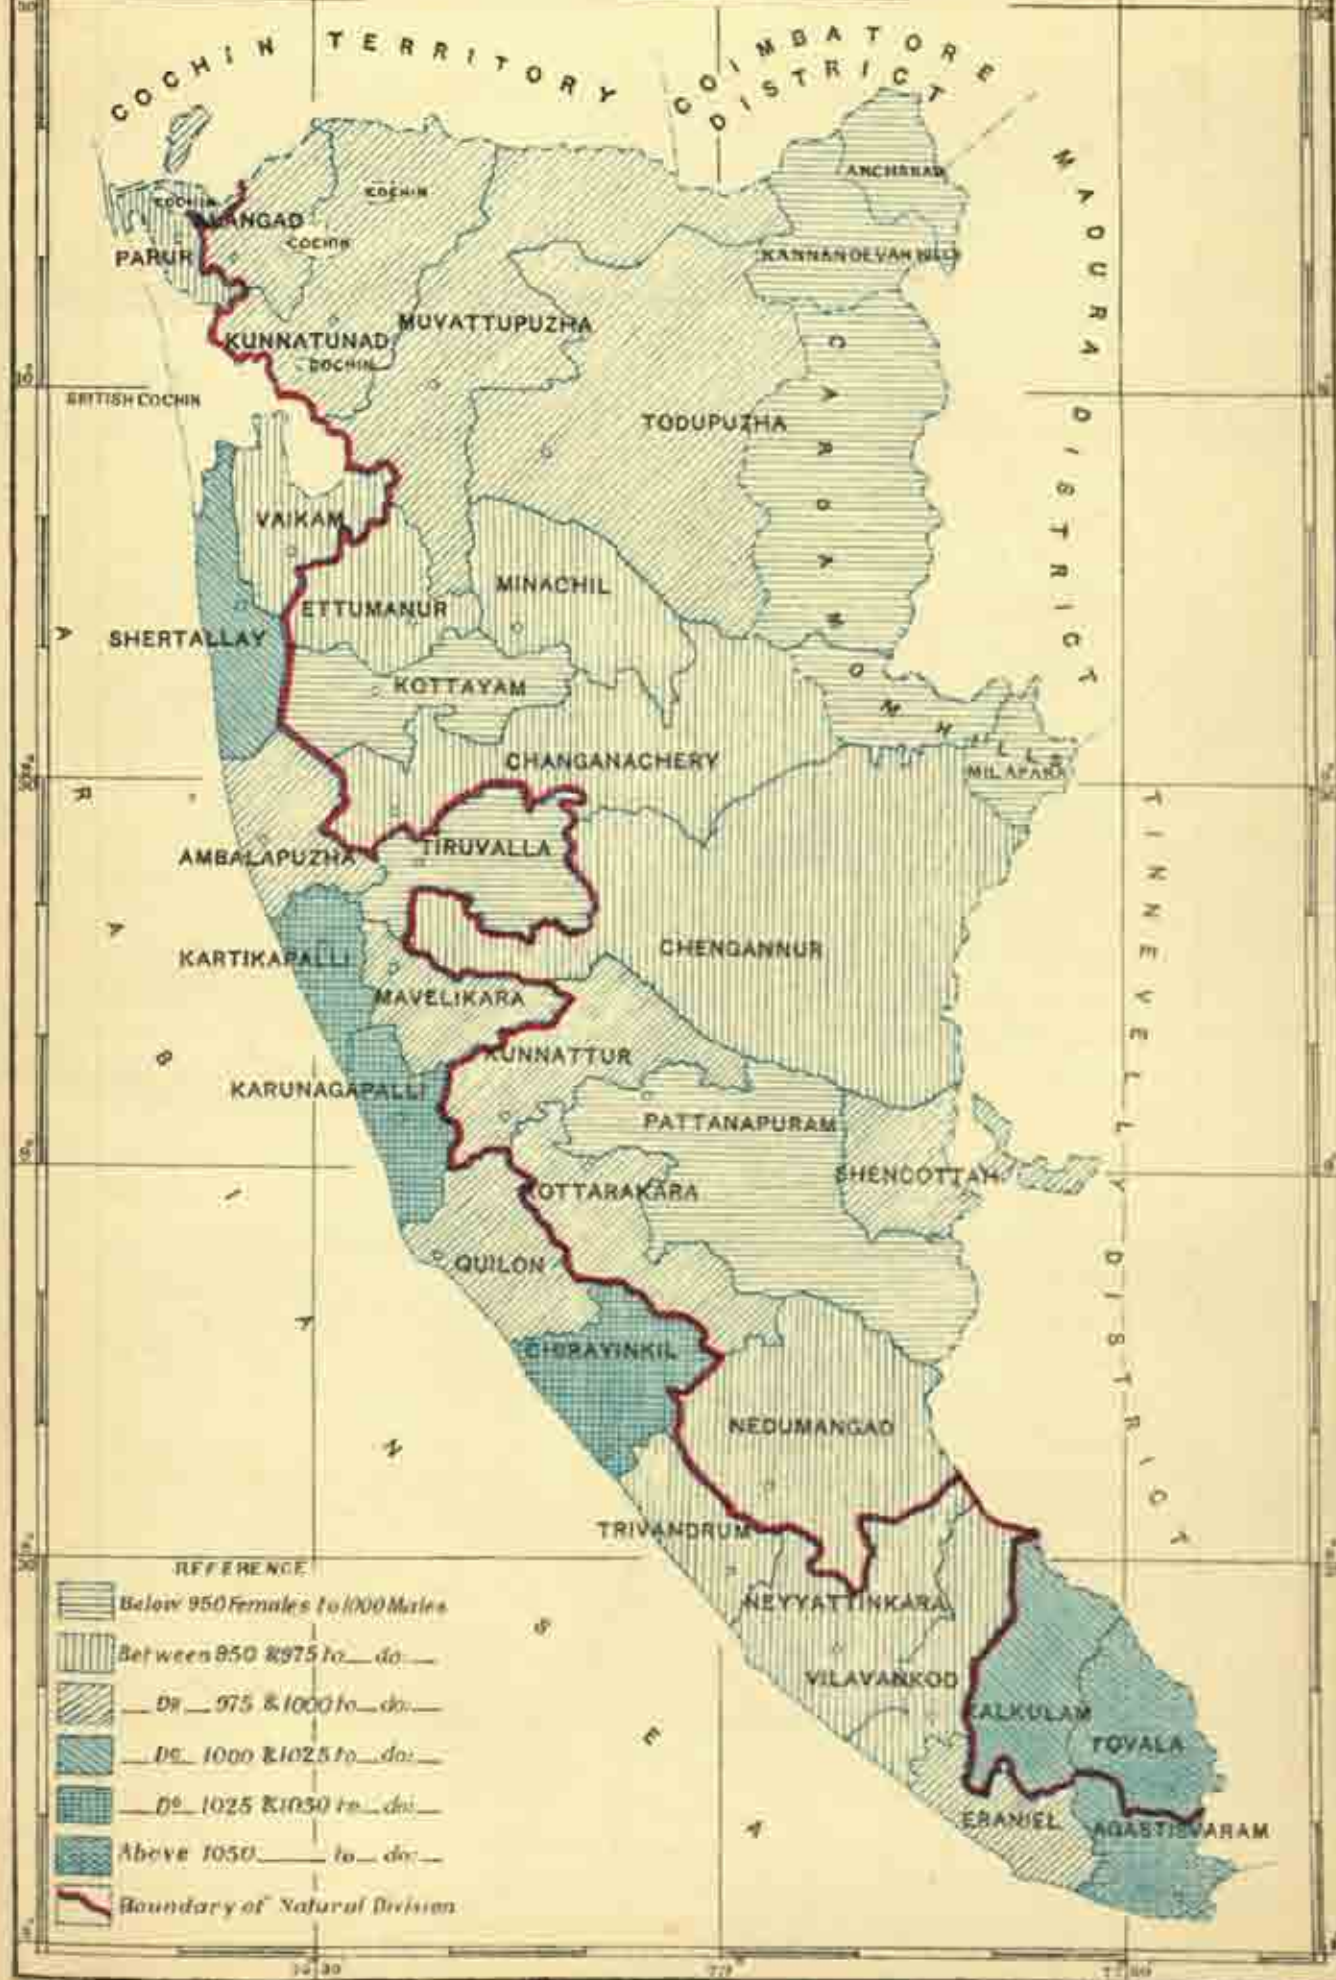 COCHIN TERRITORY
COIMBATORE
DISTRICT
MADURA DISTRICT
ANCHANAD
COCHIN
COCHIN
ALANGAD
COCHIN
PARUR
KANNAN DEVAN HILLS
MUVATTUPUZHA
KUNNATUNAD
COCHIN
BRITISH COCHIN
CARDAMOM HILLS
TODUPUZHA
VAIKAM
MINACHIL
ETTUMANUR
SHERTALLAY
KOTTAYAM
CHANGANACHERY
MILAPARA
TINNEVELLY DISTRICT
AMBALAPUZHA
TIRUVALLA
KARTIKAPALLI
CHENGANNUR
MAVELIKARA
KUNNATTUR
KARUNAGAPALLI
PATTANAPURAM
SHENCOTTAH
KOTTARAKARA
QUILON
CHIRAYINKIL
NEDUMANGAD
TRIVANDRUM
NEYYATTINKARA
VILAVANKOD
KALKULAM
TOVALA
ERANIEL
AGASTISVARAM
ARABIAN SEA
REFERENCE
Below 950 Females to 1000 Males
Between 950 & 975 to do
Do 975 & 1000 to do
Do 1000 & 1025 to do
Do 1025 & 1050 to do
Above 1050 to do
Boundary of Natural Division
77